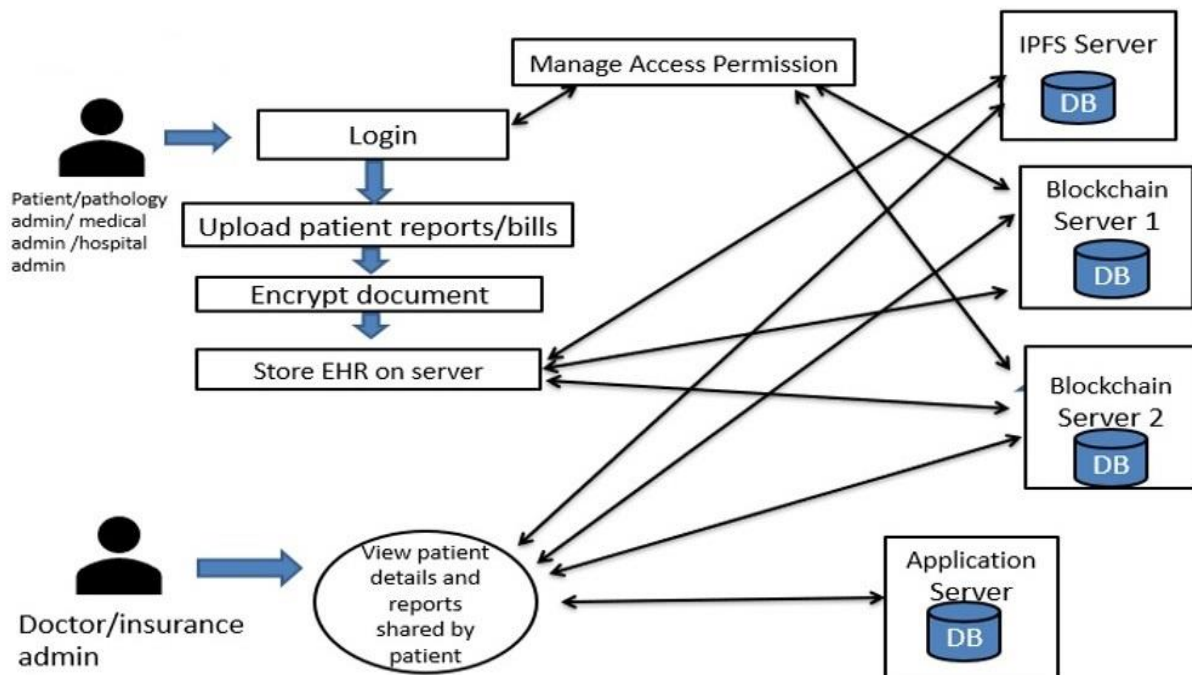 Manage Access Permission
IPFS Server
DB
Login
Patient/pathology
admin/ medical
admin /hospital
admin
Upload patient reports/bills
Blockchain
Server 1
DB
Encrypt document
Store EHR on server
Blockchain
Server 2
DB
View patient
details and
reports
shared by
patient
Application
Server
DB
Doctor/insurance
admin